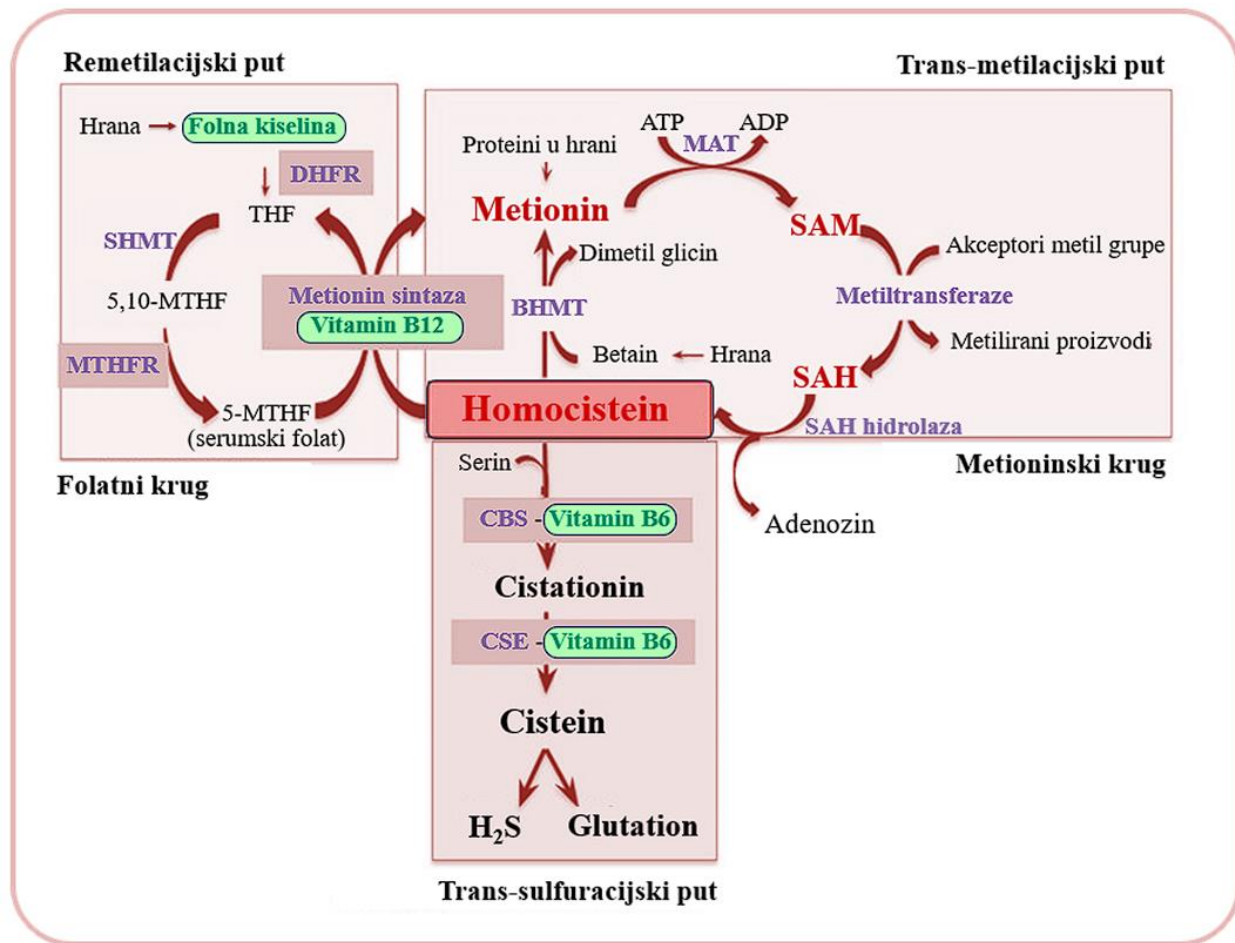 Remetilacijski put
Trans-metilacijski put
Hrana
Folna kiselina
DHFR
THF
SHMT
5,10-MTHF
MTHFR
5-MTHF
(serumski folat)
Metionin sintaza
Vitamin B12
Folatni krug
Proteini u hrani
Metionin
ATP
ADP
MAT
SAM
Dimetil glicin
Akceptori metil grupe
BHMT
Metiltransferaze
Betain
Hrana
Metilirani proizvodi
SAH
Homocistein
SAH hidrolaza
Metioninski krug
Adenozin
Serin
CBS - Vitamin B6
Cistationin
CSE - Vitamin B6
Cistein
H₂S
Glutation
Trans-sulfuracijski put